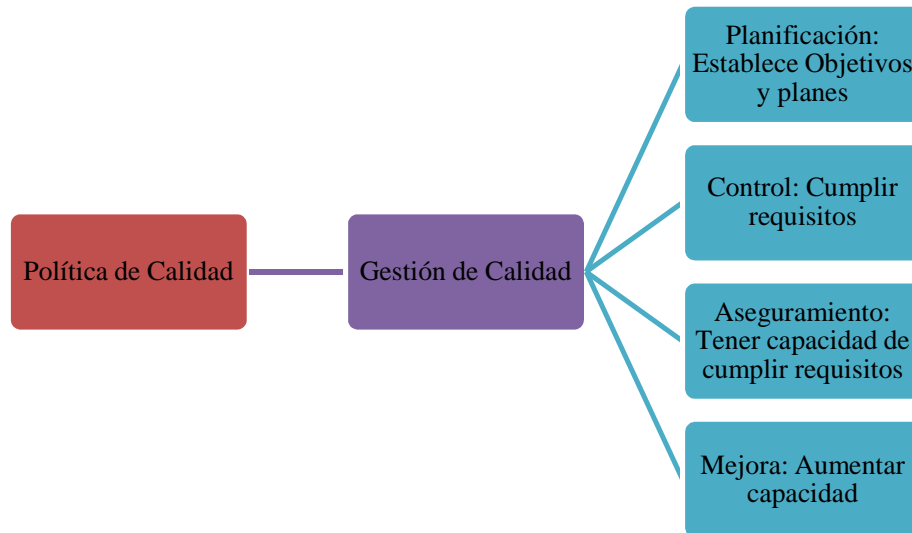 Política de Calidad
Gestión de Calidad
Planificación:
Establece Objetivos
y planes
Control: Cumplir
requisitos
Aseguramiento:
Tener capacidad de
cumplir requisitos
Mejora: Aumentar
capacidad